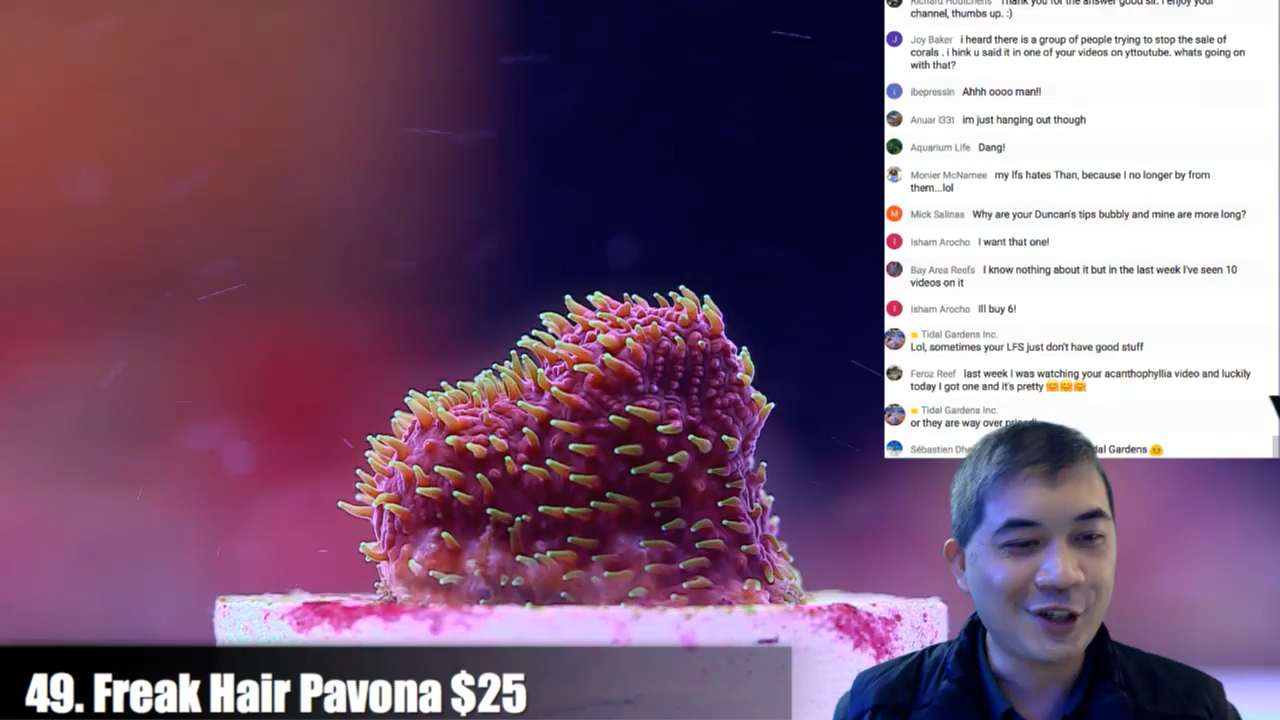 Richard Houtchens Thank you for the answer good sir. I enjoy your
channel, thumbs up. :)
J Joy Baker i heard there is a group of people trying to stop the sale of
corals . i hink u said it in one of your videos on yttoutube. whats going on
with that?
i ibepressin Ahhh oooo man!!
Anuar l33t im just hanging out though
Aquarium Life Dang!
Monier McNamee my lfs hates Than, because I no longer by from
them...lol
M Mick Salinas Why are your Duncan's tips bubbly and mine are more long?
I Isham Arocho I want that one!
Bay Area Reefs I know nothing about it but in the last week I've seen 10
videos on it
I Isham Arocho Ill buy 6!
Tidal Gardens Inc.
Lol, sometimes your LFS just don't have good stuff
Feroz Reef last week I was watching your acanthophyllia video and luckily
today I got one and it's pretty 🤗🤗🤗
Tidal Gardens Inc.
or they are way over
Sébastien dal Gardens
49. Freak Hair Pavona $25